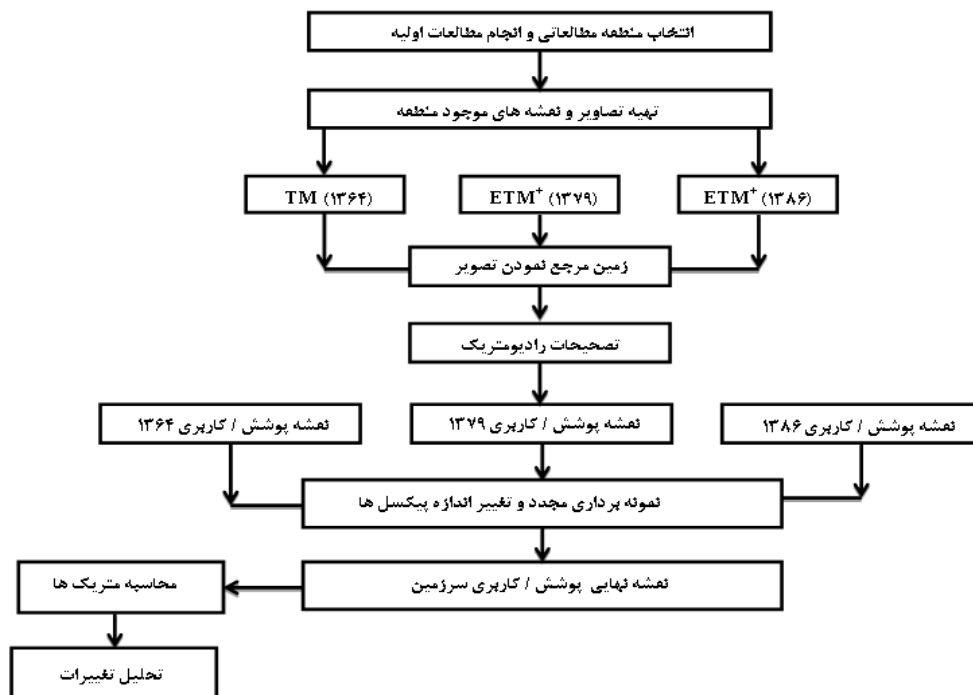 انتخاب منطقه مطالعاتی و انجام مطالعات اولیه
تهیه تصاویر و نقشه های موجود منطقه
TM (۱۳۶۴)
ETM+ (۱۳۷۹)
ETM+ (۱۳۸۶)
زمین مرجع نمودن تصویر
تصحیحات رادیومتریک
نقشه پوشش / کاربری ۱۳۶۴
نقشه پوشش / کاربری ۱۳۷۹
نقشه پوشش / کاربری ۱۳۸۶
نمونه برداری مجدد و تغییر اندازه پیکسل ها
نقشه نهایی پوشش / کاربری سرزمین
محاسبه متریک ها
تحلیل تغییرات